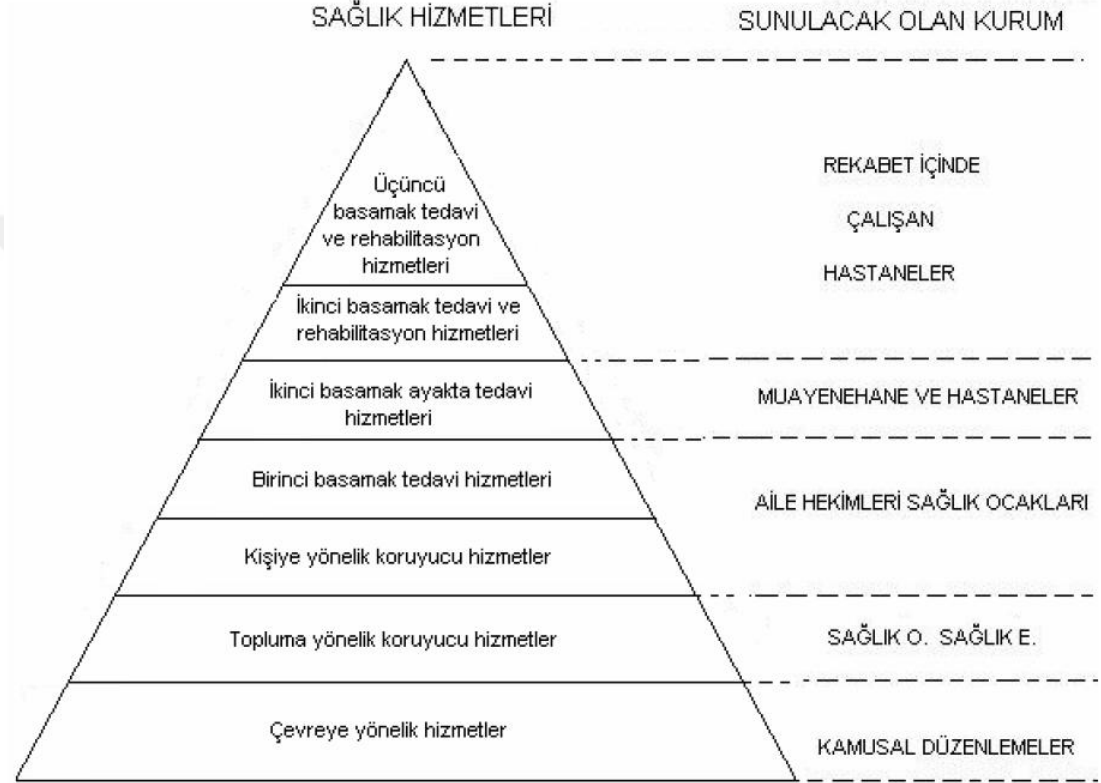 SAĞLIK HİZMETLERİ
SUNULACAK OLAN KURUM
Üçüncü
basamak tedavi
ve rehabilitasyon
hizmetleri
REKABET İÇİNDE
ÇALIŞAN
HASTANELER
İkinci basamak tedavi ve
rehabilitasyon hizmetleri
İkinci basamak ayakta tedavi
hizmetleri
MUAYENEHANE VE HASTANELER
Birinci basamak tedavi hizmetleri
AİLE HEKİMLERİ SAĞLIK OCAKLARI
Kişiye yönelik koruyucu hizmetler
Topluma yönelik koruyucu hizmetler
SAĞLIK O. SAĞLIK E.
Çevreye yönelik hizmetler
KAMUSAL DÜZENLEMELER